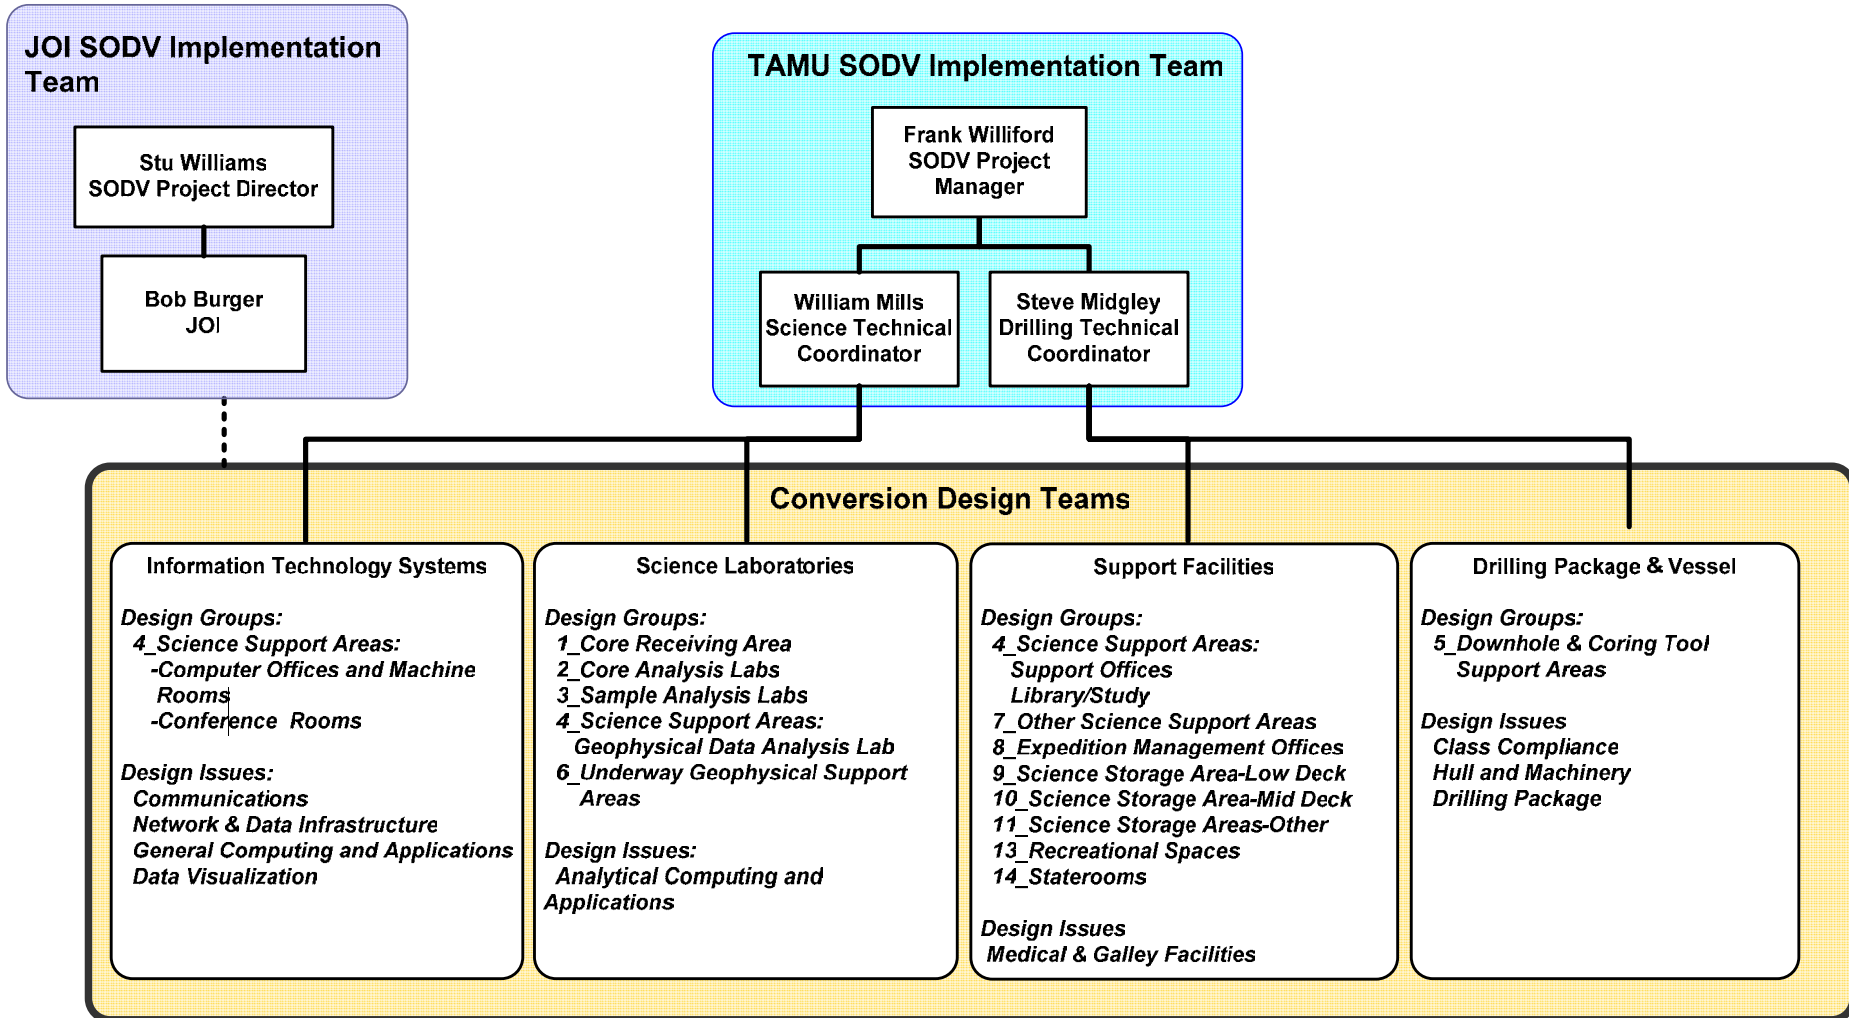 JOI SODV Implementation
Team
Stu Williams
SODV Project Director
Bob Burger
JOI
TAMU SODV Implementation Team
Frank Williford
SODV Project
Manager
William Mills
Science Technical
Coordinator
Steve Midgley
Drilling Technical
Coordinator
Conversion Design Teams
Information Technology Systems
Design Groups:
4_Science Support Areas:
-Computer Offices and Machine
Rooms
-Conference Rooms
Design Issues:
Communications
Network & Data Infrastructure
General Computing and Applications
Data Visualization
Science Laboratories
Design Groups:
1_Core Receiving Area
2_Core Analysis Labs
3_Sample Analysis Labs
4_Science Support Areas:
Geophysical Data Analysis Lab
6_Underway Geophysical Support
Areas
Design Issues:
Analytical Computing and
Applications
Support Facilities
Design Groups:
4_Science Support Areas:
Support Offices
Library/Study
7_Other Science Support Areas
8_Expedition Management Offices
9_Science Storage Area-Low Deck
10_Science Storage Area-Mid Deck
11_Science Storage Areas-Other
13_Recreational Spaces
14_Staterooms
Design Issues
Medical & Galley Facilities
Drilling Package & Vessel
Design Groups:
5_Downhole & Coring Tool
Support Areas
Design Issues
Class Compliance
Hull and Machinery
Drilling Package